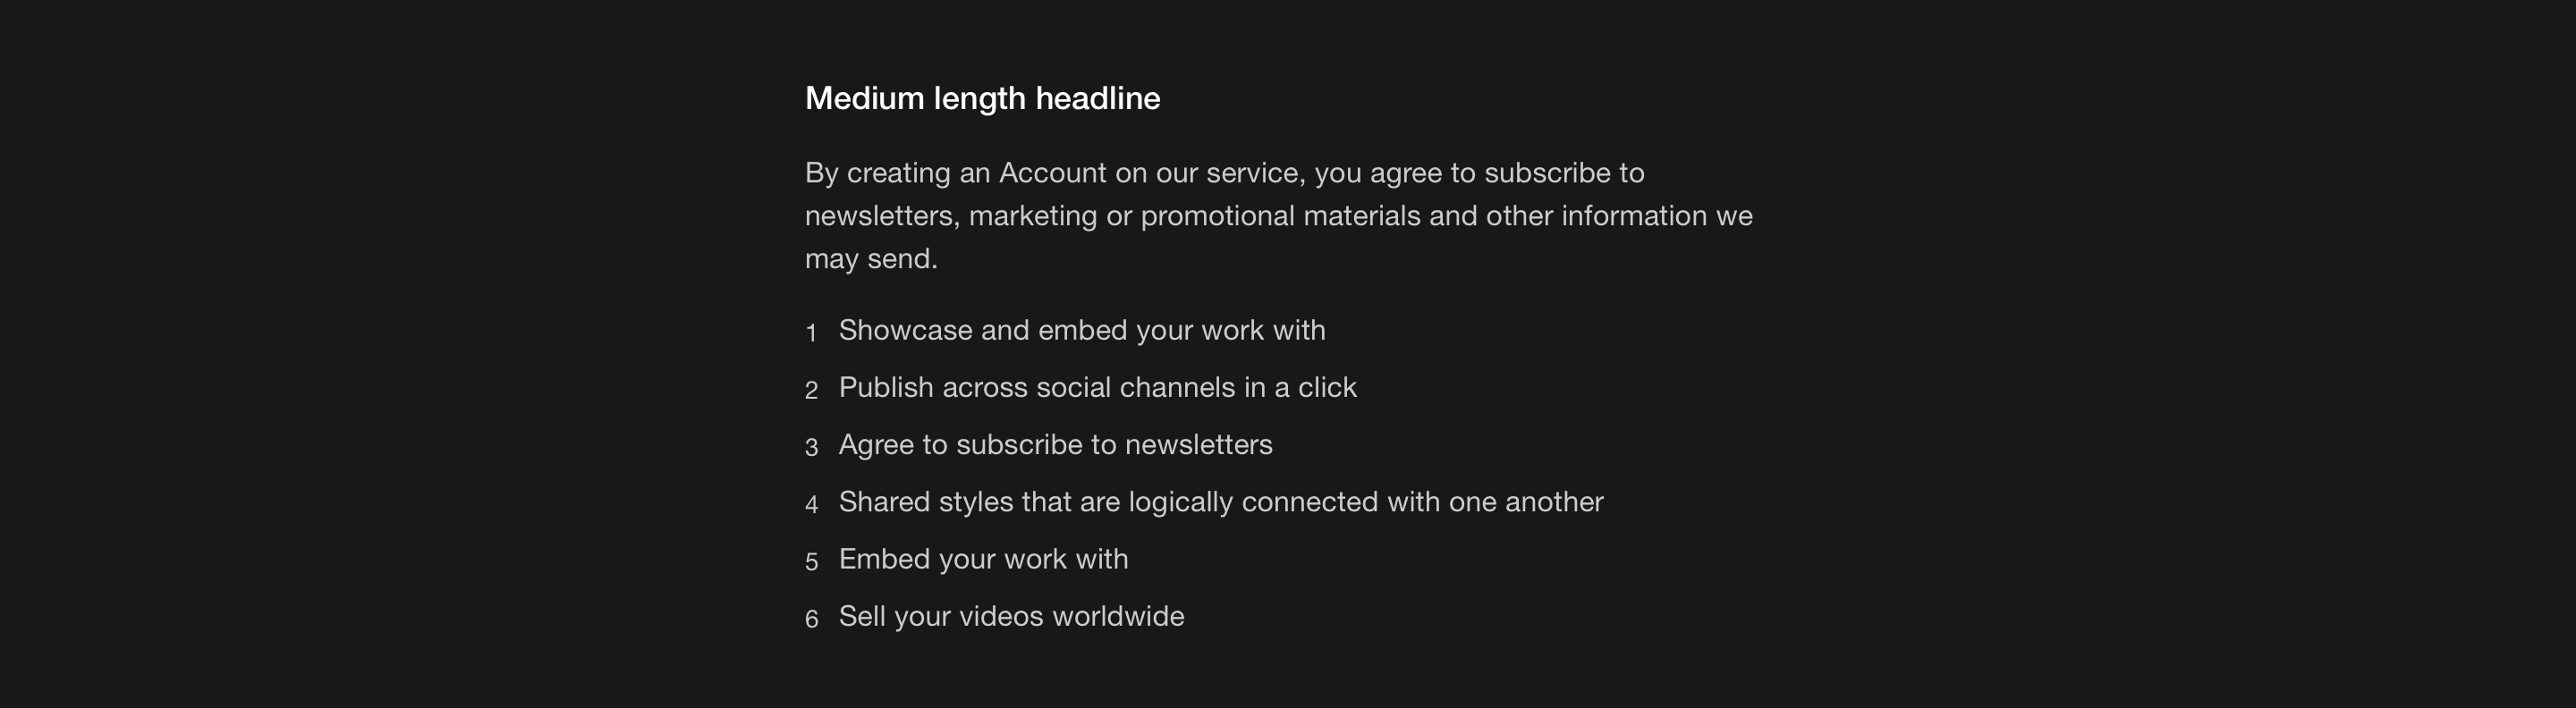 Medium length headline
By creating an Account on our service, you agree to subscribe to
newsletters, marketing or promotional materials and other information we
may send.
1 Showcase and embed your work with
2 Publish across social channels in a click
3 Agree to subscribe to newsletters
4 Shared styles that are logically connected with one another
5 Embed your work with
6 Sell your videos worldwide